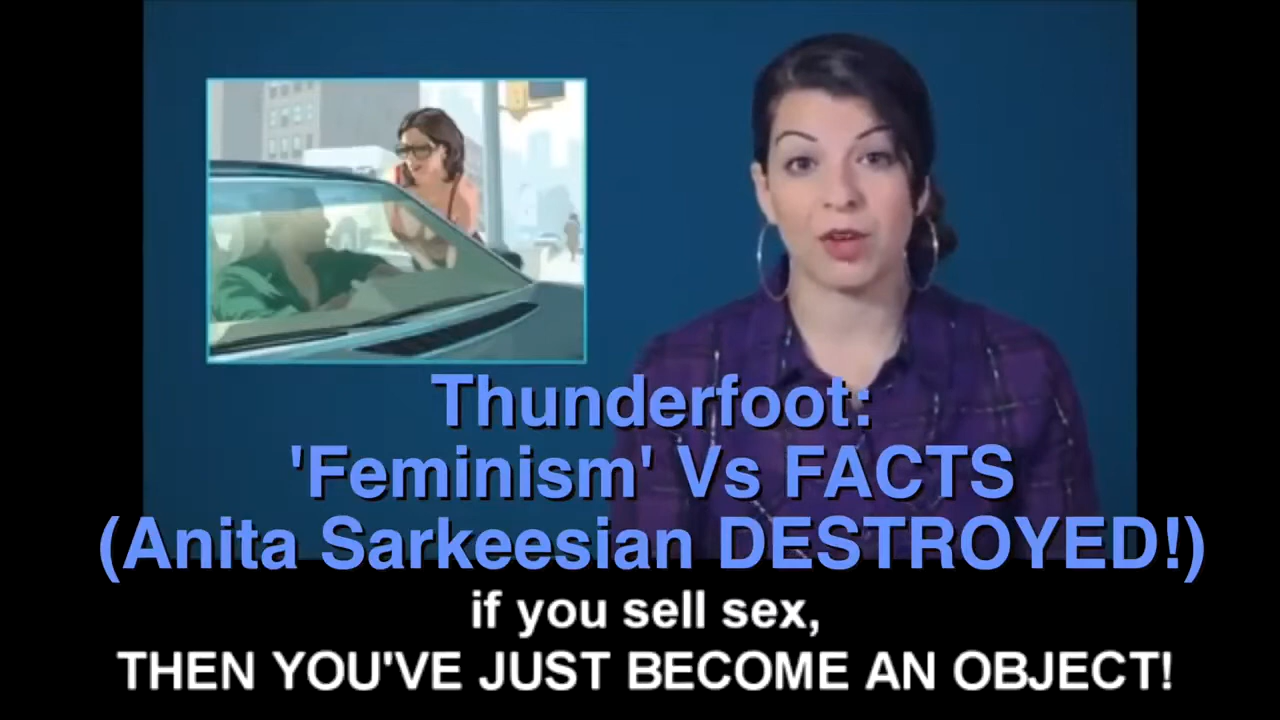 Thunderfoot:
'Feminism' Vs FACTS
(Anita Sarkeesian DESTROYED!)
if you sell sex,
THEN YOU'VE JUST BECOME AN OBJECT!